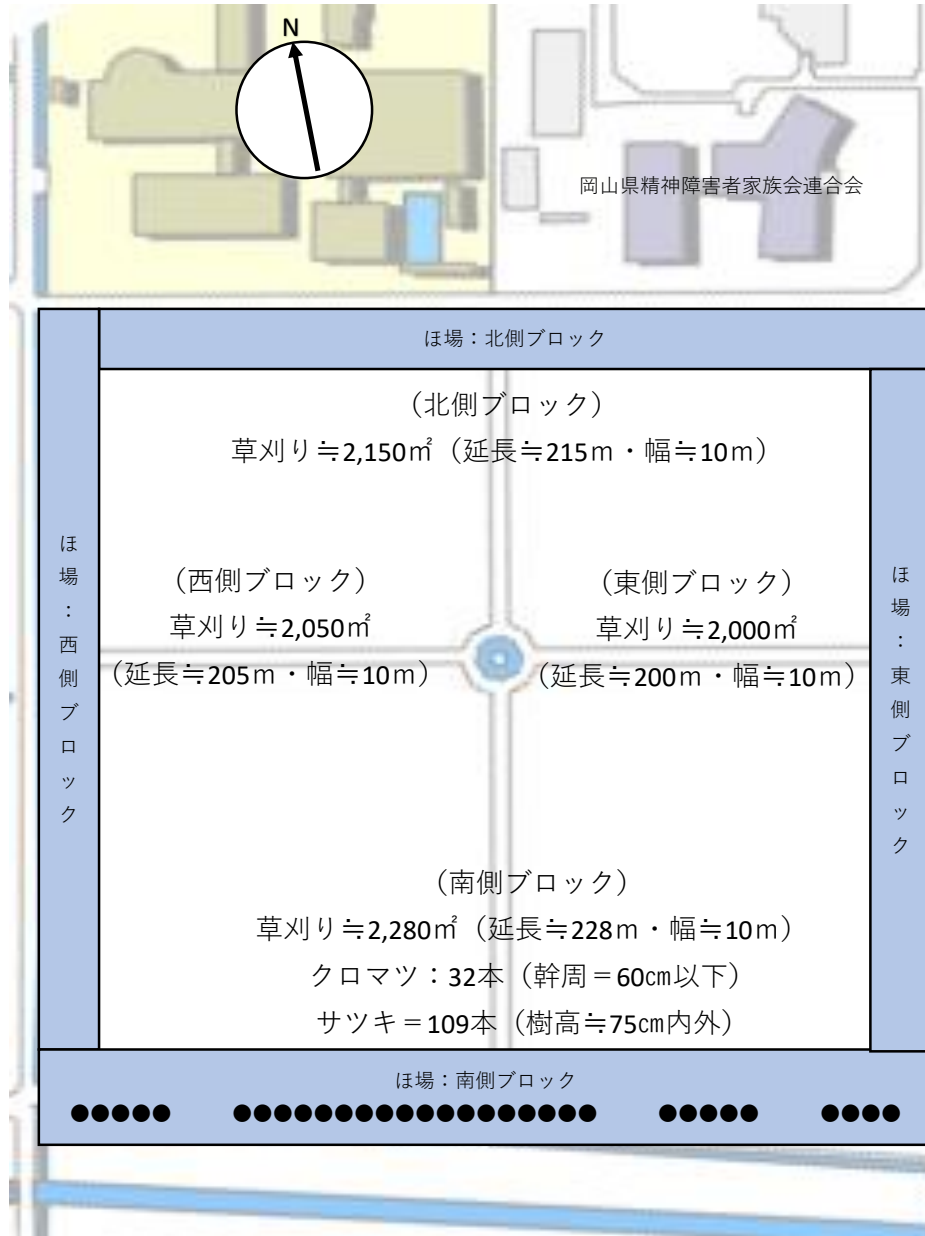 N
岡山県精神障害者家族会連合会
ほ場：北側ブロック
（北側ブロック）
草刈り≒2,150㎡（延長≒215ｍ・幅≒10ｍ）
ほ場：西側ブロック
（西側ブロック）
草刈り≒2,050㎡
（延長≒205ｍ・幅≒10ｍ）
（東側ブロック）
草刈り≒2,000㎡
（延長≒200ｍ・幅≒10ｍ）
ほ場：東側ブロック
（南側ブロック）
草刈り≒2,280㎡（延長≒228ｍ・幅≒10ｍ）
クロマツ：32本（幹周＝60㎝以下）
サツキ＝109本（樹高≒75㎝内外）
ほ場：南側ブロック